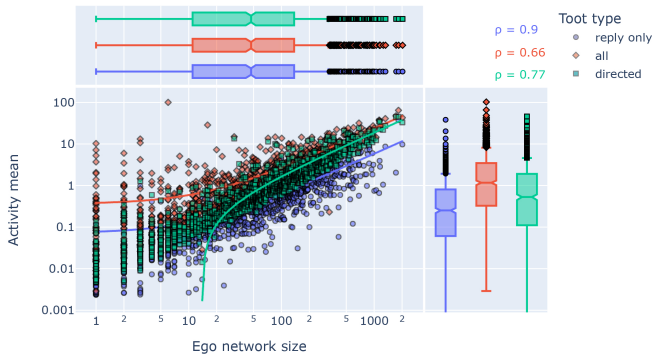 Toot type
reply only
all
directed
ρ = 0.9
ρ = 0.66
ρ = 0.77
100
10
1
0.1
0.01
0.001
Activity mean
1 2 5 10 2 5 100 2 5 1000 2
Ego network size